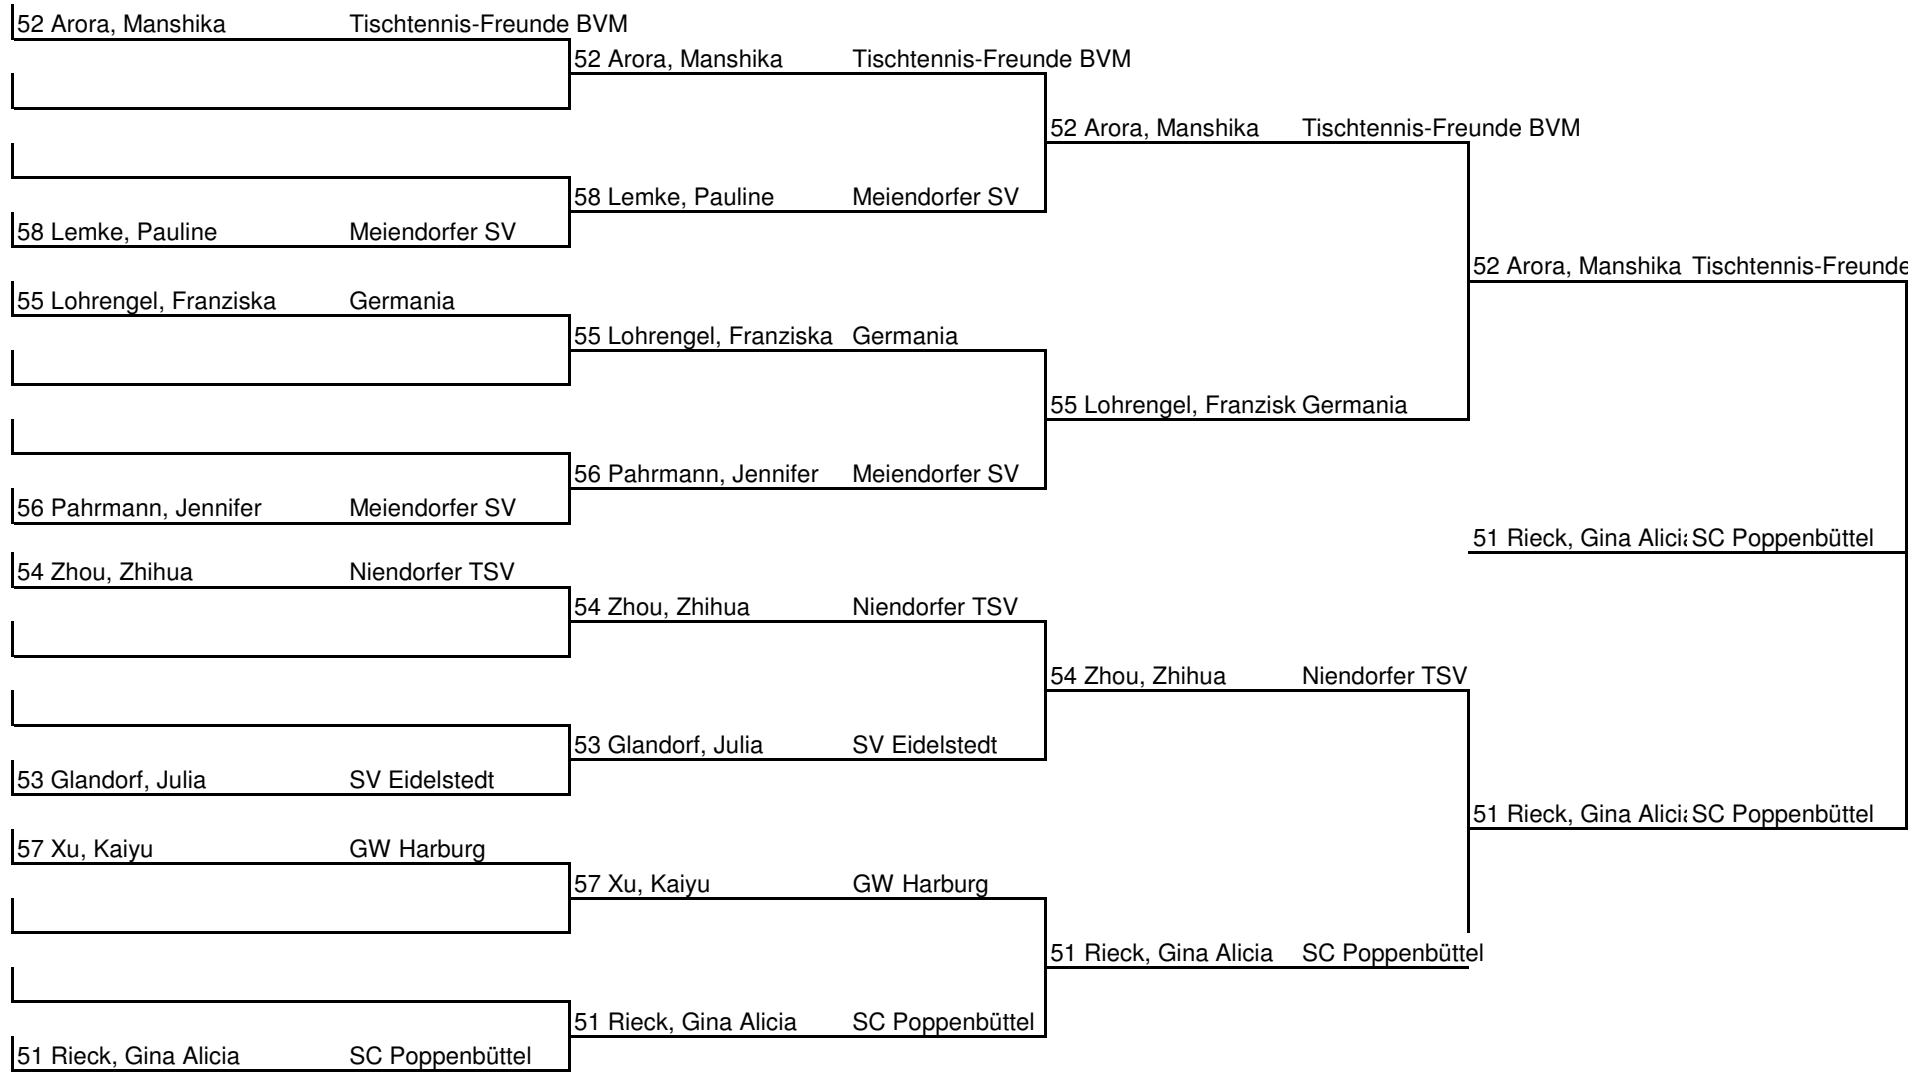 52 Arora, Manshika Tischtennis-Freunde BVM
52 Arora, Manshika Tischtennis-Freunde BVM
52 Arora, Manshika Tischtennis-Freunde BVM
58 Lemke, Pauline Meiendorfer SV
58 Lemke, Pauline Meiendorfer SV
52 Arora, Manshika Tischtennis-Freunde
55 Lohrengel, Franziska Germania
55 Lohrengel, Franziska Germania
55 Lohrengel, Franzisk Germania
56 Pahrmann, Jennifer Meiendorfer SV
56 Pahrmann, Jennifer Meiendorfer SV
51 Rieck, Gina Alici SC Poppenbüttel
54 Zhou, Zhihua Niendorfer TSV
54 Zhou, Zhihua Niendorfer TSV
54 Zhou, Zhihua Niendorfer TSV
53 Glandorf, Julia SV Eidelstedt
53 Glandorf, Julia SV Eidelstedt
51 Rieck, Gina Alici SC Poppenbüttel
57 Xu, Kaiyu GW Harburg
57 Xu, Kaiyu GW Harburg
51 Rieck, Gina Alicia SC Poppenbüttel
51 Rieck, Gina Alicia SC Poppenbüttel
51 Rieck, Gina Alicia SC Poppenbüttel